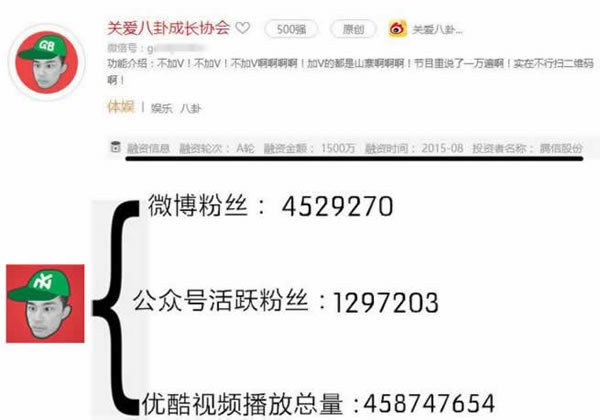 关爱八卦成长协会 500强 原创 关爱八卦...
微信号：g
功能介绍：不加V！不加V！不加V啊啊啊啊！加V的都是山寨啊啊啊！节目里说了一万遍啊！实在不行扫二维码
啊！
体娱 | 娱乐 八卦
融资信息 融资轮次：A轮 融资金额：1500万 融资时间：2015-08 投资者名称：腾信股份
微博粉丝：4529270
公众号活跃粉丝：1297203
优酷视频播放总量：458747654